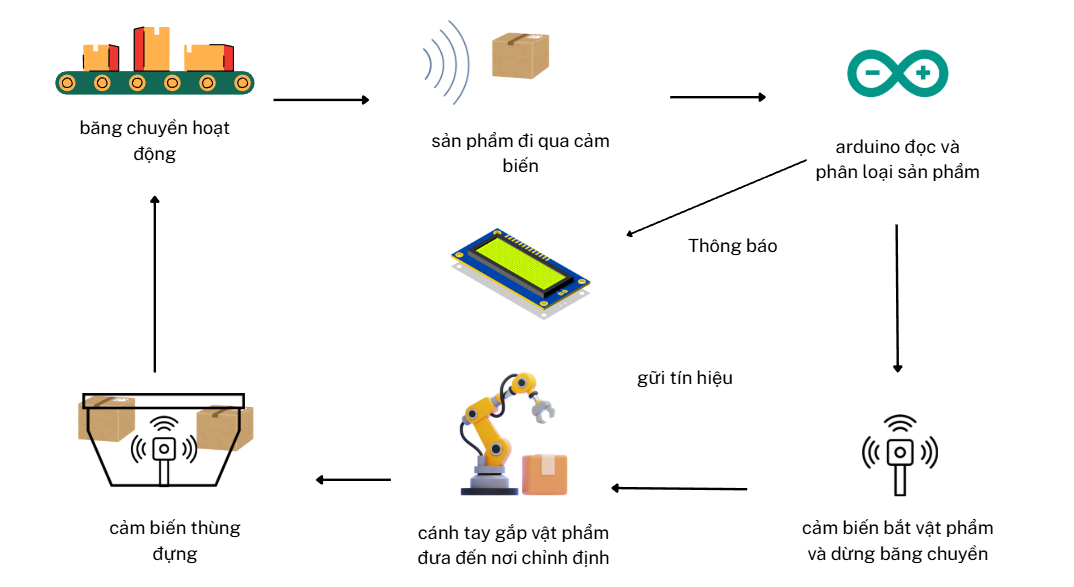 băng chuyền hoạt
động
sản phẩm đi qua cảm
biến
arduino đọc và
phân loại sản phẩm
Thông báo
gữi tín hiệu
cảm biến thùng
đựng
cánh tay gắp vật phẩm
đưa đến nơi chỉnh định
cảm biến bắt vật phẩm
và dừng băng chuyền